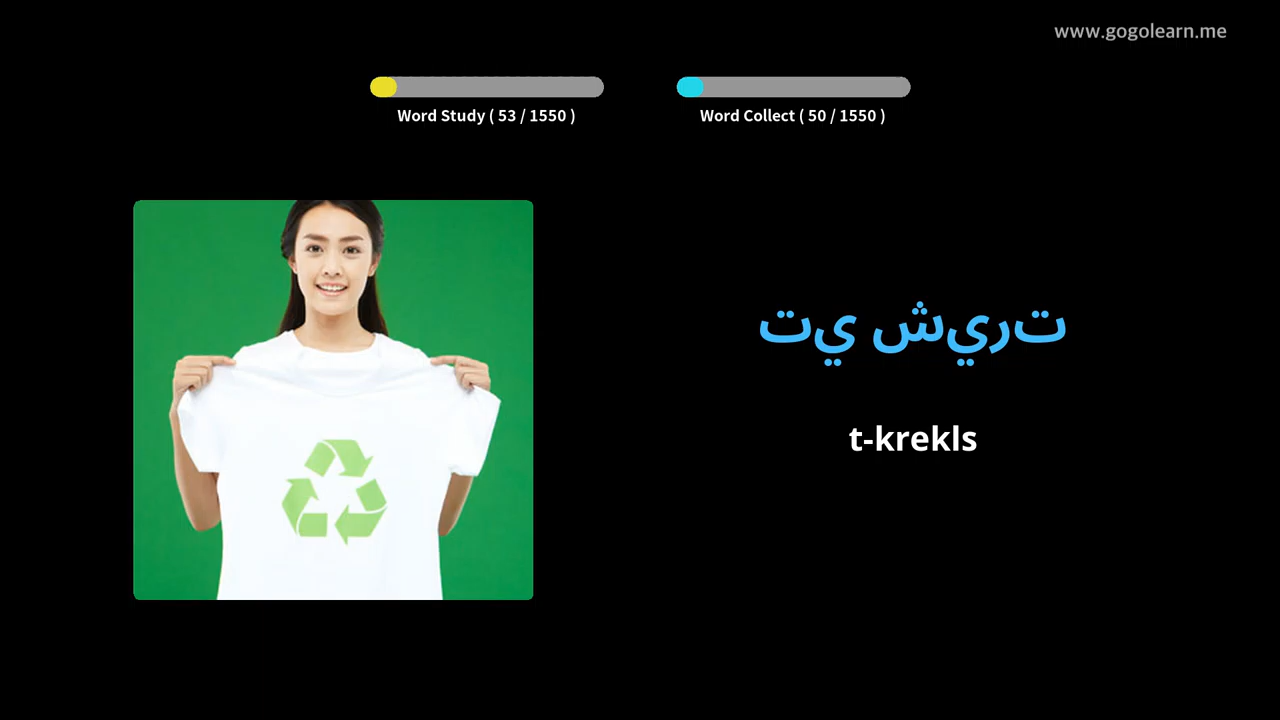 www.gogolearn.me
Word Study ( 53 / 1550 )
Word Collect ( 50 / 1550 )
تي شيرت
t-krekls